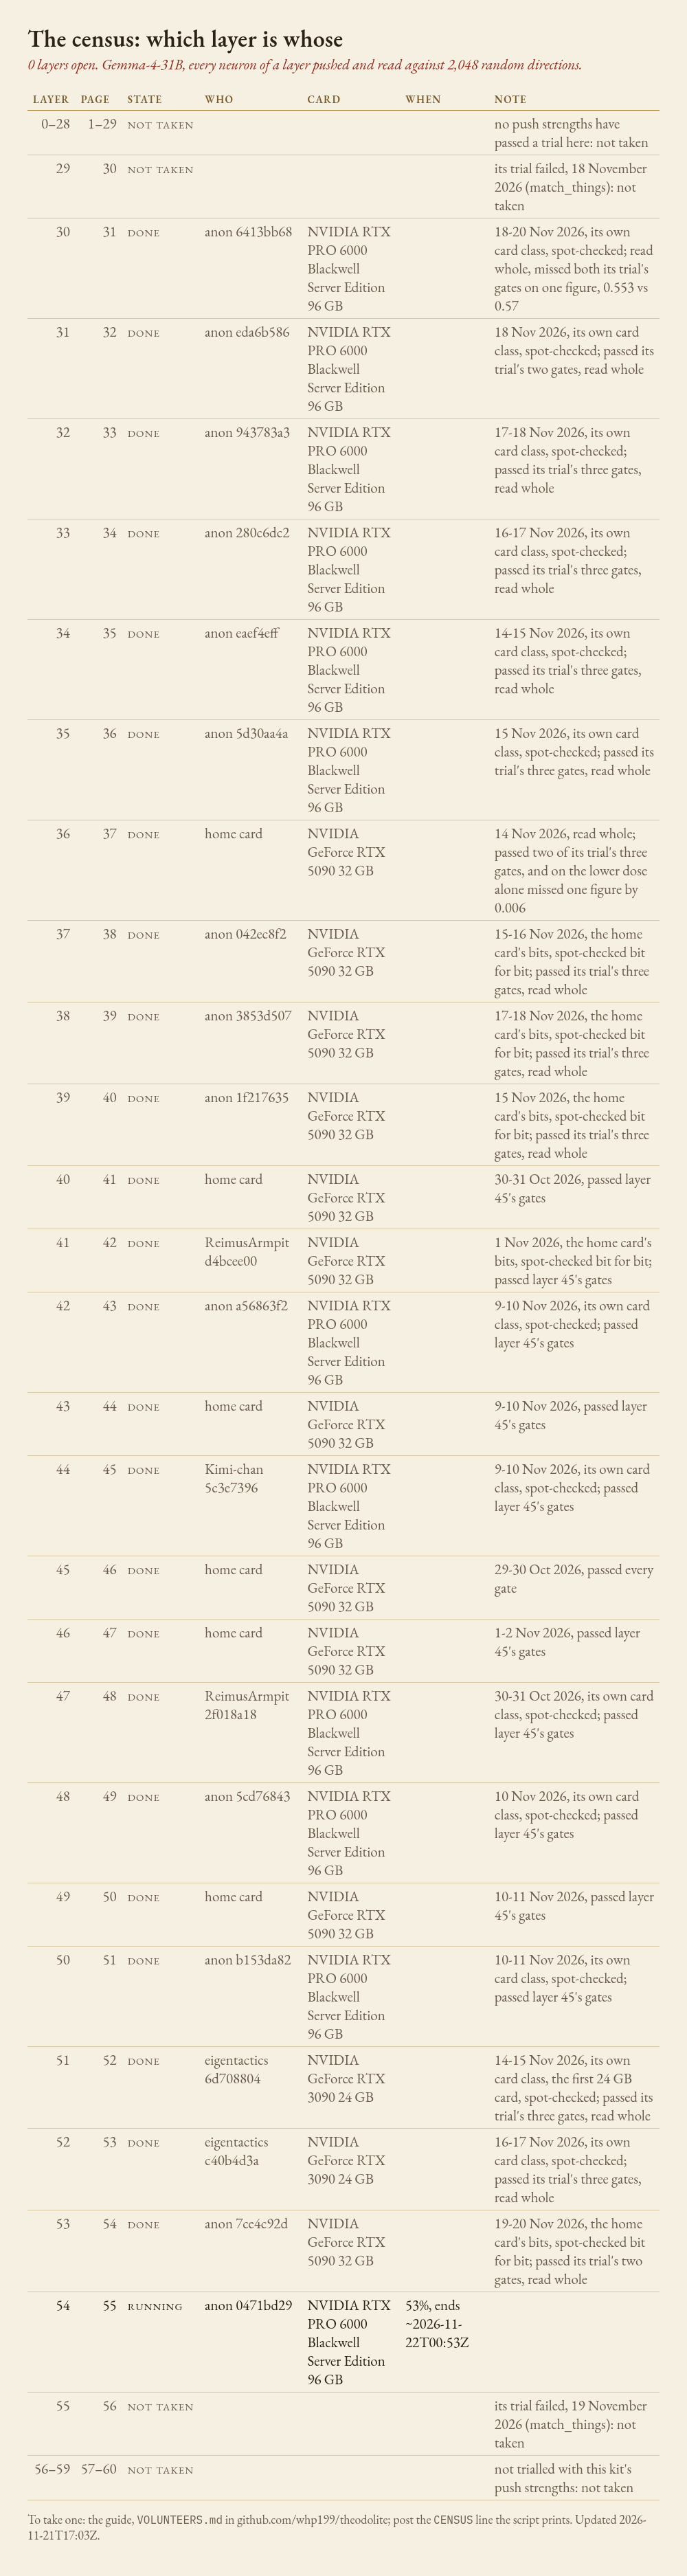 The census: which layer is whose
0 layers open. Gemma-4-31B, every neuron of a layer pushed and read against 2,048 random directions.
LAYER PAGE STATE WHO CARD WHEN NOTE
0–28 1–29 NOT TAKEN no push strengths have
passed a trial here: not taken
29 30 NOT TAKEN its trial failed, 18 November
2026 (match_things): not
taken
30 31 DONE anon 6413bb68 NVIDIA RTX 18-20 Nov 2026, its own
PRO 6000 card class, spot-checked; read
Blackwell whole, missed both its trial's
Server Edition gates on one figure, 0.553 vs
96 GB 0.57
31 32 DONE anon eda6b586 NVIDIA RTX 18 Nov 2026, its own card
PRO 6000 class, spot-checked; passed its
Blackwell trial's two gates, read whole
Server Edition
96 GB
32 33 DONE anon 943783a3 NVIDIA RTX 17-18 Nov 2026, its own
PRO 6000 card class, spot-checked;
Blackwell passed its trial's three gates,
Server Edition read whole
96 GB
33 34 DONE anon 280c6dc2 NVIDIA RTX 16-17 Nov 2026, its own
PRO 6000 card class, spot-checked;
Blackwell passed its trial's three gates,
Server Edition read whole
96 GB
34 35 DONE anon eaef4eff NVIDIA RTX 14-15 Nov 2026, its own
PRO 6000 card class, spot-checked;
Blackwell passed its trial's three gates,
Server Edition read whole
96 GB
35 36 DONE anon 5d30aa4a NVIDIA RTX 15 Nov 2026, its own card
PRO 6000 class, spot-checked; passed its
Blackwell trial's three gates, read whole
Server Edition
96 GB
36 37 DONE home card NVIDIA 14 Nov 2026, read whole;
GeForce RTX passed two of its trial's three
5090 32 GB gates, and on the lower dose
alone missed one figure by
0.006
37 38 DONE anon 042ec8f2 NVIDIA 15-16 Nov 2026, the home
GeForce RTX card's bits, spot-checked bit
5090 32 GB for bit; passed its trial's three
gates, read whole
38 39 DONE anon 3853d507 NVIDIA 17-18 Nov 2026, the home
GeForce RTX card's bits, spot-checked bit
5090 32 GB for bit; passed its trial's three
gates, read whole
39 40 DONE anon 1f217635 NVIDIA 15 Nov 2026, the home
GeForce RTX card's bits, spot-checked bit
5090 32 GB for bit; passed its trial's three
gates, read whole
40 41 DONE home card NVIDIA 30-31 Oct 2026, passed layer
GeForce RTX 45's gates
5090 32 GB
41 42 DONE ReimusArmpit NVIDIA 1 Nov 2026, the home card's
d4bcee00 GeForce RTX bits, spot-checked bit for bit;
5090 32 GB passed layer 45's gates
42 43 DONE anon a56863f2 NVIDIA RTX 9-10 Nov 2026, its own card
PRO 6000 class, spot-checked; passed
Blackwell layer 45's gates
Server Edition
96 GB
43 44 DONE home card NVIDIA 9-10 Nov 2026, passed layer
GeForce RTX 45's gates
5090 32 GB
44 45 DONE Kimi-chan NVIDIA RTX 9-10 Nov 2026, its own card
5c3e7396 PRO 6000 class, spot-checked; passed
Blackwell layer 45's gates
Server Edition
96 GB
45 46 DONE home card NVIDIA 29-30 Oct 2026, passed every
GeForce RTX gate
5090 32 GB
46 47 DONE home card NVIDIA 1-2 Nov 2026, passed layer
GeForce RTX 45's gates
5090 32 GB
47 48 DONE ReimusArmpit NVIDIA RTX 30-31 Oct 2026, its own card
2f018a18 PRO 6000 class, spot-checked; passed
Blackwell layer 45's gates
Server Edition
96 GB
48 49 DONE anon 5cd76843 NVIDIA RTX 10 Nov 2026, its own card
PRO 6000 class, spot-checked; passed
Blackwell layer 45's gates
Server Edition
96 GB
49 50 DONE home card NVIDIA 10-11 Nov 2026, passed layer
GeForce RTX 45's gates
5090 32 GB
50 51 DONE anon b153da82 NVIDIA RTX 10-11 Nov 2026, its own
PRO 6000 card class, spot-checked;
Blackwell passed layer 45's gates
Server Edition
96 GB
51 52 DONE eigentactics NVIDIA 14-15 Nov 2026, its own
6d708804 GeForce RTX card class, the first 24 GB
3090 24 GB card, spot-checked; passed its
trial's three gates, read whole
52 53 DONE eigentactics NVIDIA 16-17 Nov 2026, its own
c40b4d3a GeForce RTX card class, spot-checked;
3090 24 GB passed its trial's three gates,
read whole
53 54 DONE anon 7ce4c92d NVIDIA 19-20 Nov 2026, the home
GeForce RTX card's bits, spot-checked bit
5090 32 GB for bit; passed its trial's two
gates, read whole
54 55 RUNNING anon 0471bd29 NVIDIA RTX 53%, ends
PRO 6000 ~2026-11-
Blackwell 22T00:53Z
Server Edition
96 GB
55 56 NOT TAKEN its trial failed, 19 November
2026 (match_things): not
taken
56–59 57–60 NOT TAKEN not trialled with this kit's
push strengths: not taken
To take one: the guide, VOLUNTEERS.md in github.com/whp199/theodolite; post the CENSUS line the script prints. Updated 2026-
11-21T17:03Z.